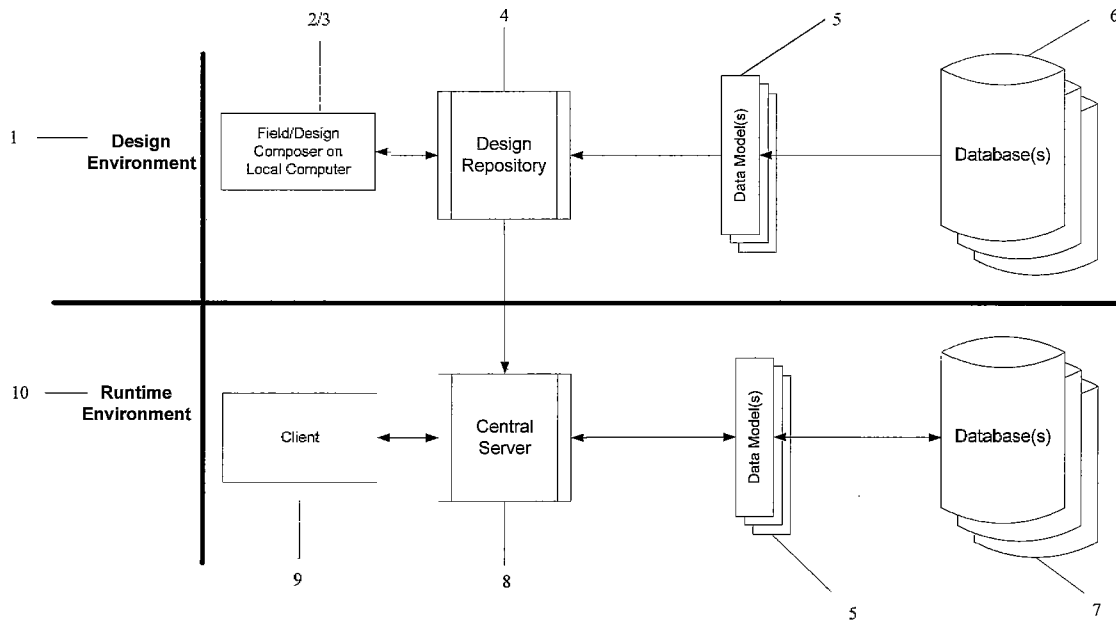 2/3
4
5
6
1
Design
Environment
Field/Design
Composer on
Local Computer
Design
Repository
Data Model(s)
Database(s)
10
Runtime
Environment
Client
Central
Server
Data Model(s)
Database(s)
9
8
5
7